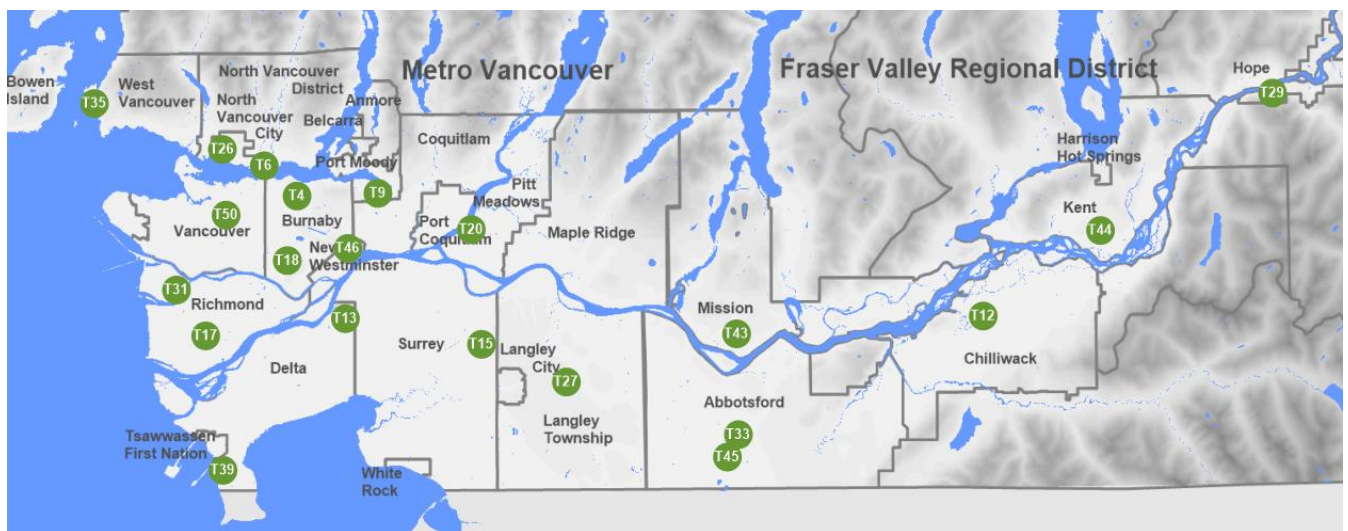 Metro Vancouver
Fraser Valley Regional District
Bowen
Island
T35
West
Vancouver
North Vancouver
District
North
Vancouver
City
Anmore
Belcarra
Port Moody
Coquitlam
T26
T6
T4
T9
T50
Vancouver
Burnaby
T18
New
Westminster
T46
Port
Coquitlam
T20
Pitt
Meadows
Maple Ridge
Hope
T29
Harrison
Hot Springs
Kent
T44
T31
Richmond
T17
T13
Delta
Surrey
T15
Langley
City
T27
Langley
Township
Mission
T43
T12
Chilliwack
Abbotsford
T33
T45
Tsawwassen
First Nation
T39
White
Rock